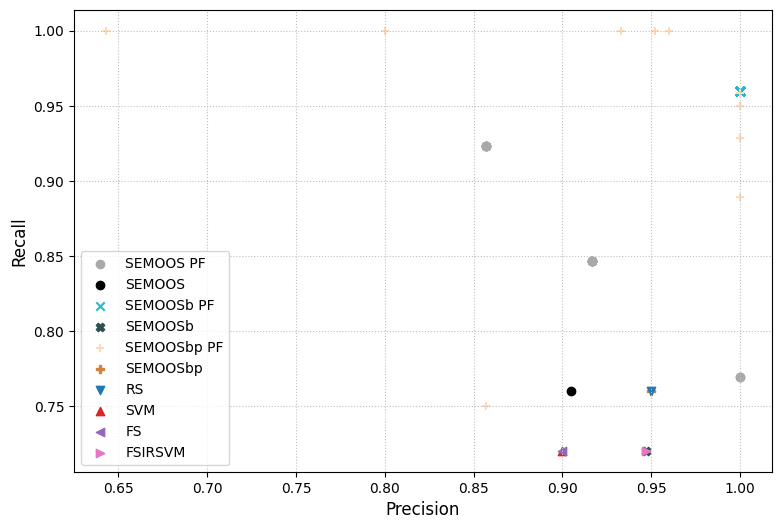 1.00
0.95
0.90
0.85
0.80
0.75
Recall
SEMOOS PF
SEMOOS
SEMOOSb PF
SEMOOSb
SEMOOSbp PF
SEMOOSbp
RS
SVM
FS
FSIRSVM
0.65 0.70 0.75 0.80 0.85 0.90 0.95 1.00
Precision